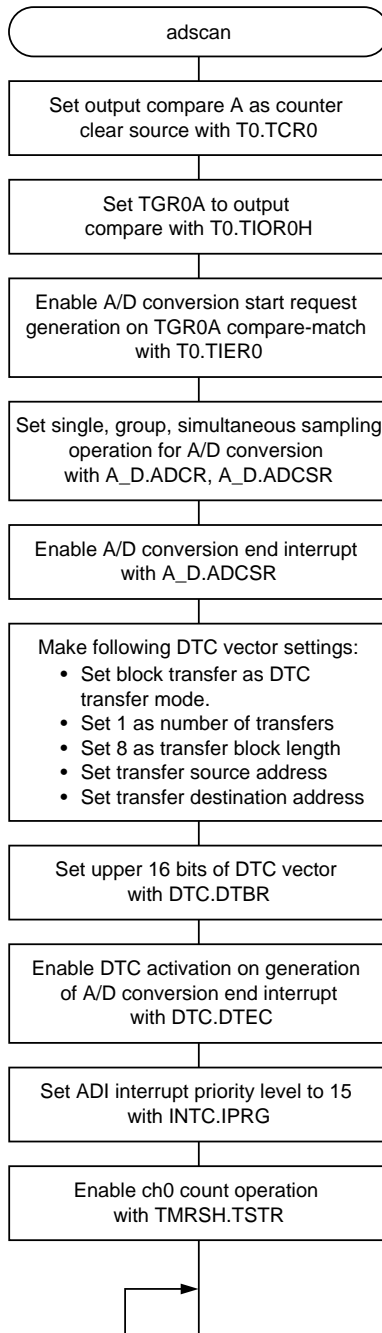 adscan
Set output compare A as counter
clear source with T0.TCR0
Set TGR0A to output
compare with T0.TIOR0H
Enable A/D conversion start request
generation on TGR0A compare-match
with T0.TIER0
Set single, group, simultaneous sampling
operation for A/D conversion
with A_D.ADCR, A_D.ADCSR
Enable A/D conversion end interrupt
with A_D.ADCSR
Make following DTC vector settings:
• Set block transfer as DTC
transfer mode.
• Set 1 as number of transfers
• Set 8 as transfer block length
• Set transfer source address
• Set transfer destination address
Set upper 16 bits of DTC vector
with DTC.DTBR
Enable DTC activation on generation
of A/D conversion end interrupt
with DTC.DTEC
Set ADI interrupt priority level to 15
with INTC.IPRG
Enable ch0 count operation
with TMRSH.TSTR